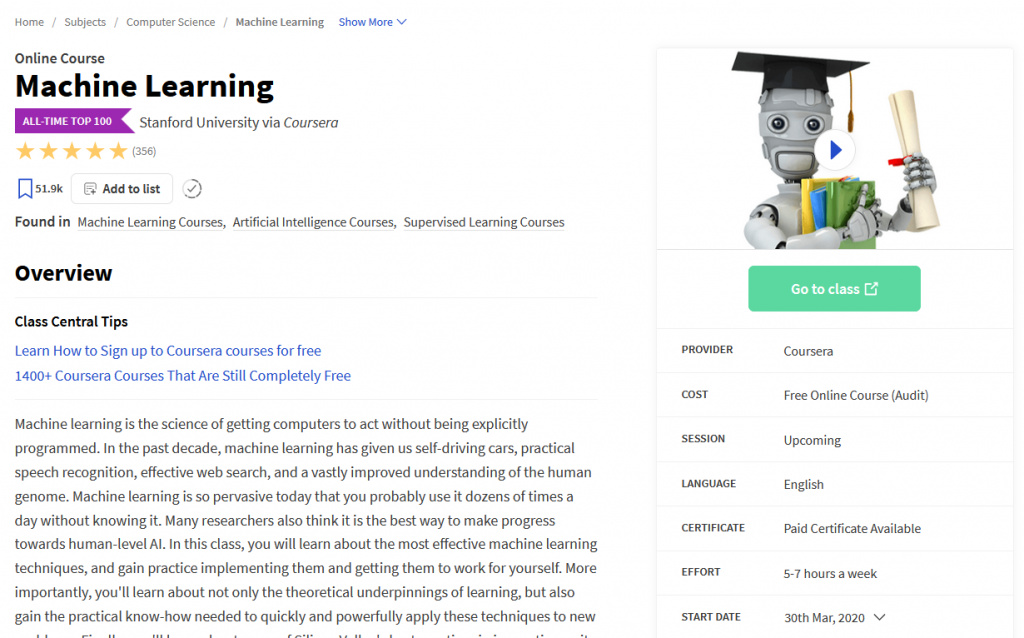 Home / Subjects / Computer Science / Machine Learning Show More
Online Course
Machine Learning
ALL-TIME TOP 100 Stanford University via Coursera
(356)
51.9k Add to list
Found in Machine Learning Courses, Artificial Intelligence Courses, Supervised Learning Courses
Overview
Class Central Tips
Learn How to Sign up to Coursera courses for free
1400+ Coursera Courses That Are Still Completely Free
Machine learning is the science of getting computers to act without being explicitly
programmed. In the past decade, machine learning has given us self-driving cars, practical
speech recognition, effective web search, and a vastly improved understanding of the human
genome. Machine learning is so pervasive today that you probably use it dozens of times a
day without knowing it. Many researchers also think it is the best way to make progress
towards human-level AI. In this class, you will learn about the most effective machine learning
techniques, and gain practice implementing them and getting them to work for yourself. More
importantly, you'll learn about not only the theoretical underpinnings of learning, but also
gain the practical know-how needed to quickly and powerfully apply these techniques to new
Go to class
PROVIDER Coursera
COST Free Online Course (Audit)
SESSION Upcoming
LANGUAGE English
CERTIFICATE Paid Certificate Available
EFFORT 5-7 hours a week
START DATE 30th Mar, 2020